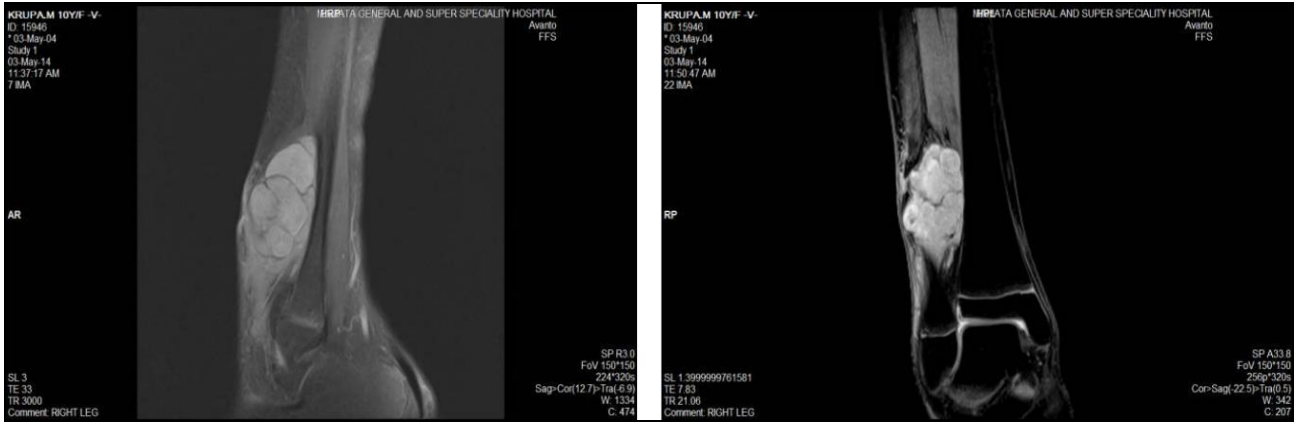 KRUPA.M 10Y/F -V-
ID: 15946
* 03-May-04
Study 1
03-May-14
11:37:17 AM
7 IMA
GENERAL AND SUPER SPECIALITY HOSPITAL
Avanto
FFS
AR
SL 3
TE 33
TR 3000
Comment: RIGHT LEG
SP R3.0
FoV 150*150
224*320s
Sag>Cor(12.7)>Tra(-6.9)
W: 1334
C: 474
KRUPA.M 10Y/F -V-
ID: 15946
* 03-May-04
Study 1
03-May-14
11:50:47 AM
22 IMA
GENERAL AND SUPER SPECIALITY HOSPITAL
Avanto
FFS
RP
SL 1.3999999761581
TE 7.83
TR 21.06
Comment: RIGHT LEG
SP A33.8
FoV 150*150
256p*320s
Cor>Sag(-22.5)>Tra(0.5)
W: 342
C: 207